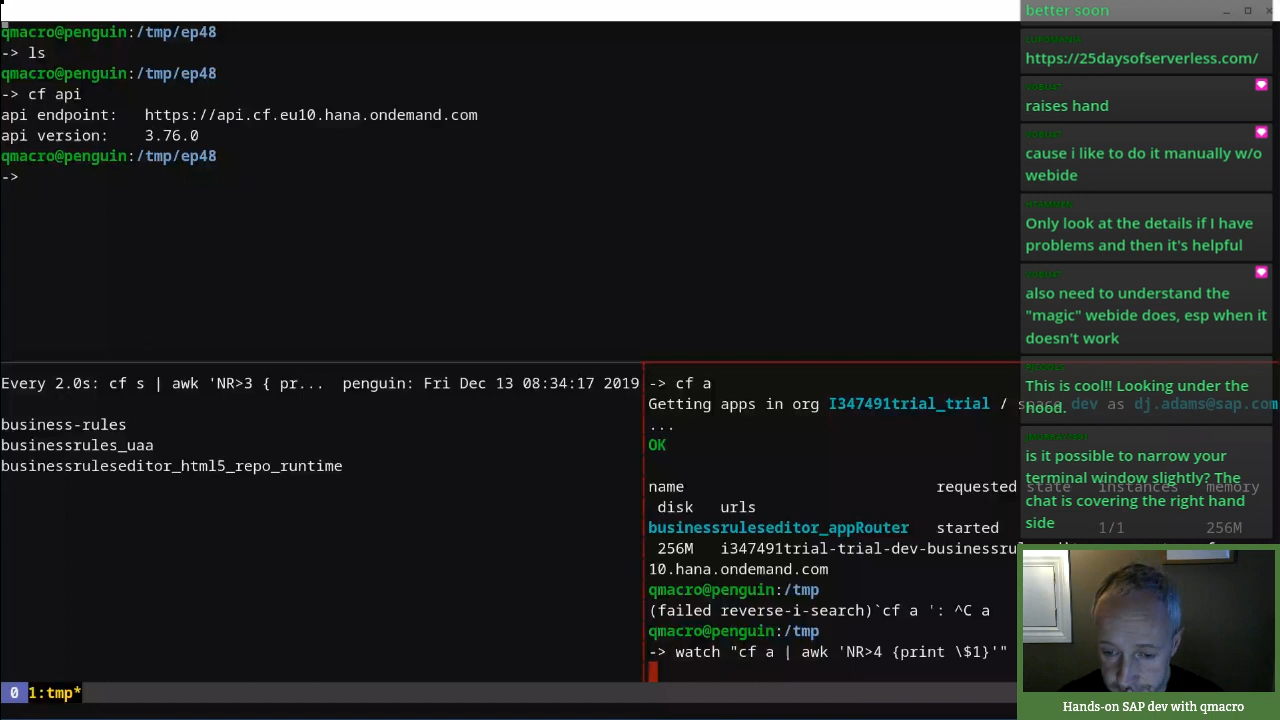 qmacro@penguin:/tmp/ep48
-> ls
qmacro@penguin:/tmp/ep48
-> cf api
api endpoint:   https://api.cf.eu10.hana.ondemand.com
api version:    3.76.0
qmacro@penguin:/tmp/ep48
->
Every 2.0s: cf s | awk 'NR>3 { pr...  penguin: Fri Dec 13 08:34:17 2019
business-rules
businessrules_uaa
businessruleseditor_html5_repo_runtime
0 1:tmp*
-> cf a
Getting apps in org I347491trial_trial / space dev as dj.adams@sap.com
...
OK
name requested state instances memory
disk urls
businessruleseditor_appRouter started 1/1 256M
256M i347491trial-trial-dev-businessru
10.hana.ondemand.com
qmacro@penguin:/tmp
(failed reverse-i-search)`cf a ': ^C a
qmacro@penguin:/tmp
-> watch "cf a | awk 'NR>4 {print \$1}'"
better soon
https://25daysofserverless.com/
raises hand
cause i like to do it manually w/o
webide
Only look at the details if I have
problems and then it's helpful
also need to understand the
"magic" webide does, esp when it
doesn't work
This is cool!! Looking under the
hood.
is it possible to narrow your
terminal window slightly? The
chat is covering the right hand
side
Hands-on SAP dev with qmacro